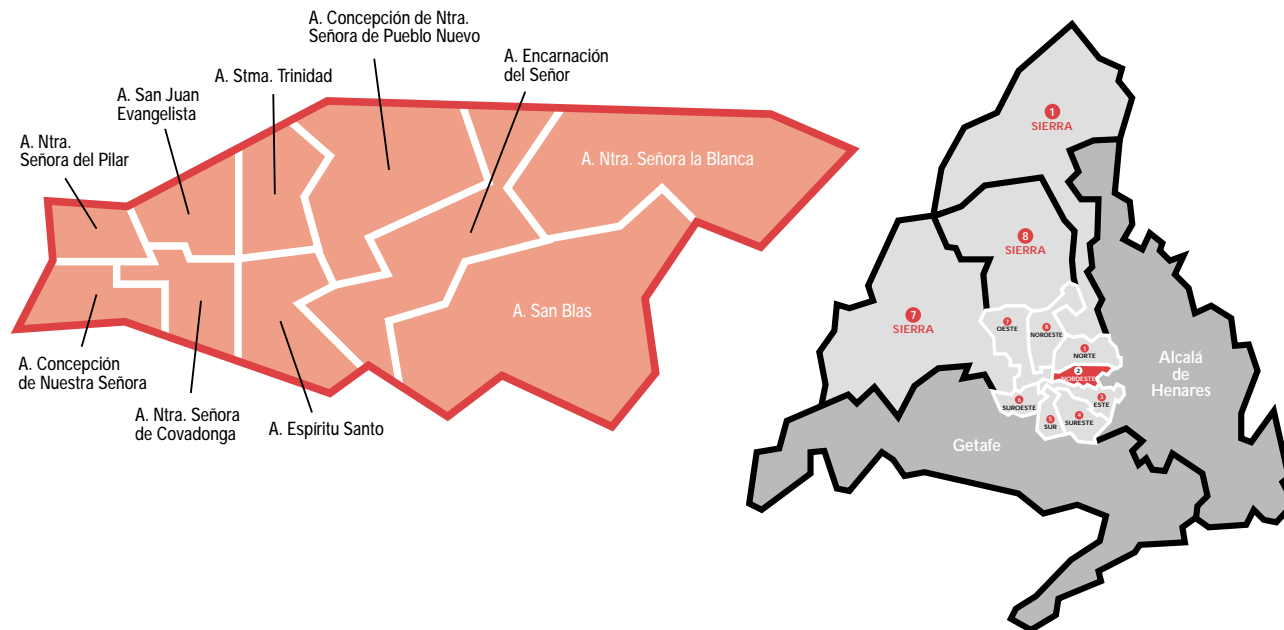 A. Concepción de Ntra.
Señora de Pueblo Nuevo
A. Encarnación
del Señor
A. Stma. Trinidad
A. San Juan
Evangelista
A. Ntra.
Señora del Pilar
A. Ntra. Señora la Blanca
A. San Blas
A. Concepción
de Nuestra Señora
A. Ntra. Señora
de Covadonga
A. Espíritu Santo
1
SIERRA
8
SIERRA
7
SIERRA
7
OESTE
8
NOROESTE
1
NORTE
2
NORDESTE
3
ESTE
6
SUROESTE
5
SUR
4
SURESTE
Alcalá
de
Henares
Getafe